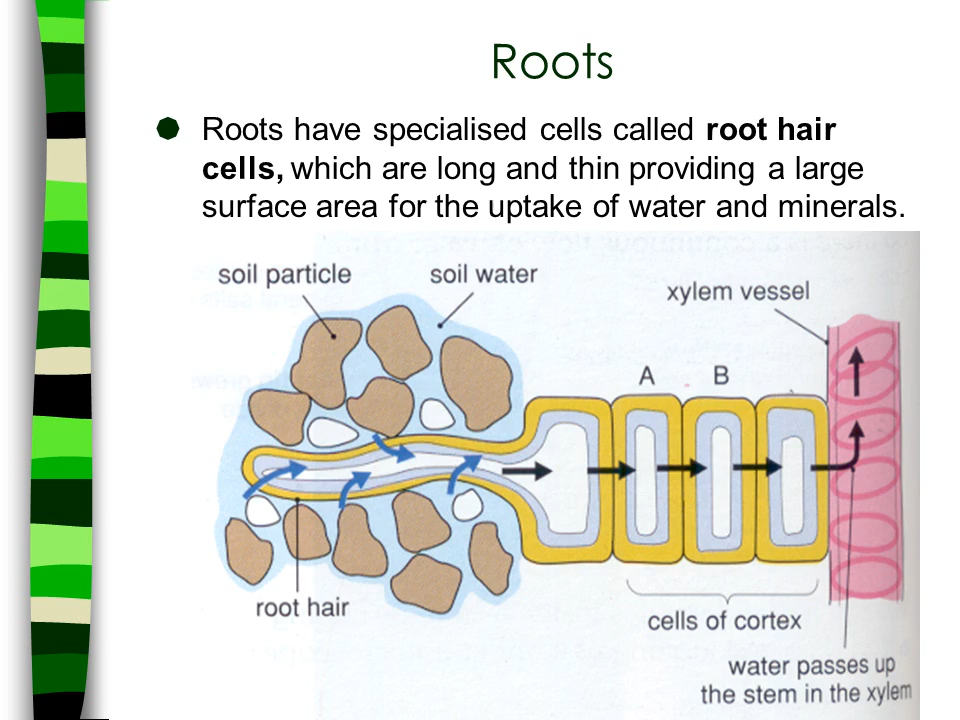 Roots
Roots have specialised cells called root hair
cells, which are long and thin providing a large
surface area for the uptake of water and minerals.
soil particle
soil water
xylem vessel
A
B
root hair
cells of cortex
water passes up
the stem in the xylem